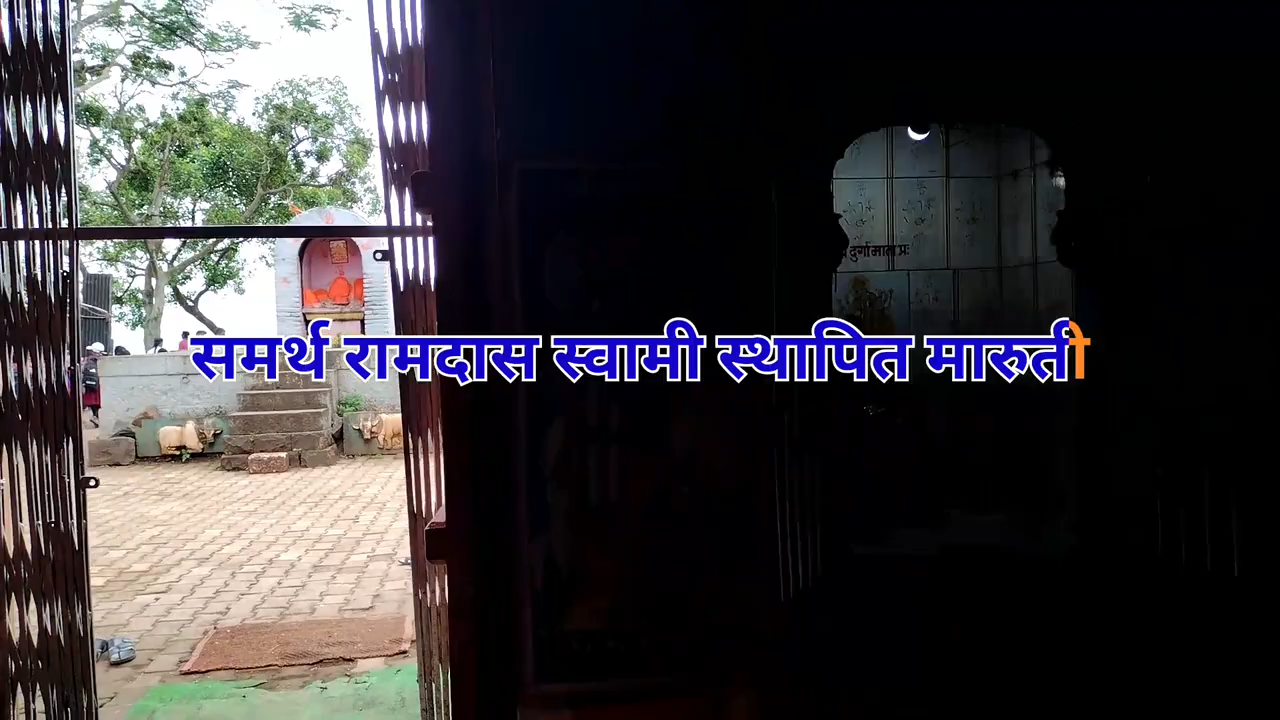 दुर्गामाता प्र
समर्थ रामदास स्वामी स्थापित मारुती